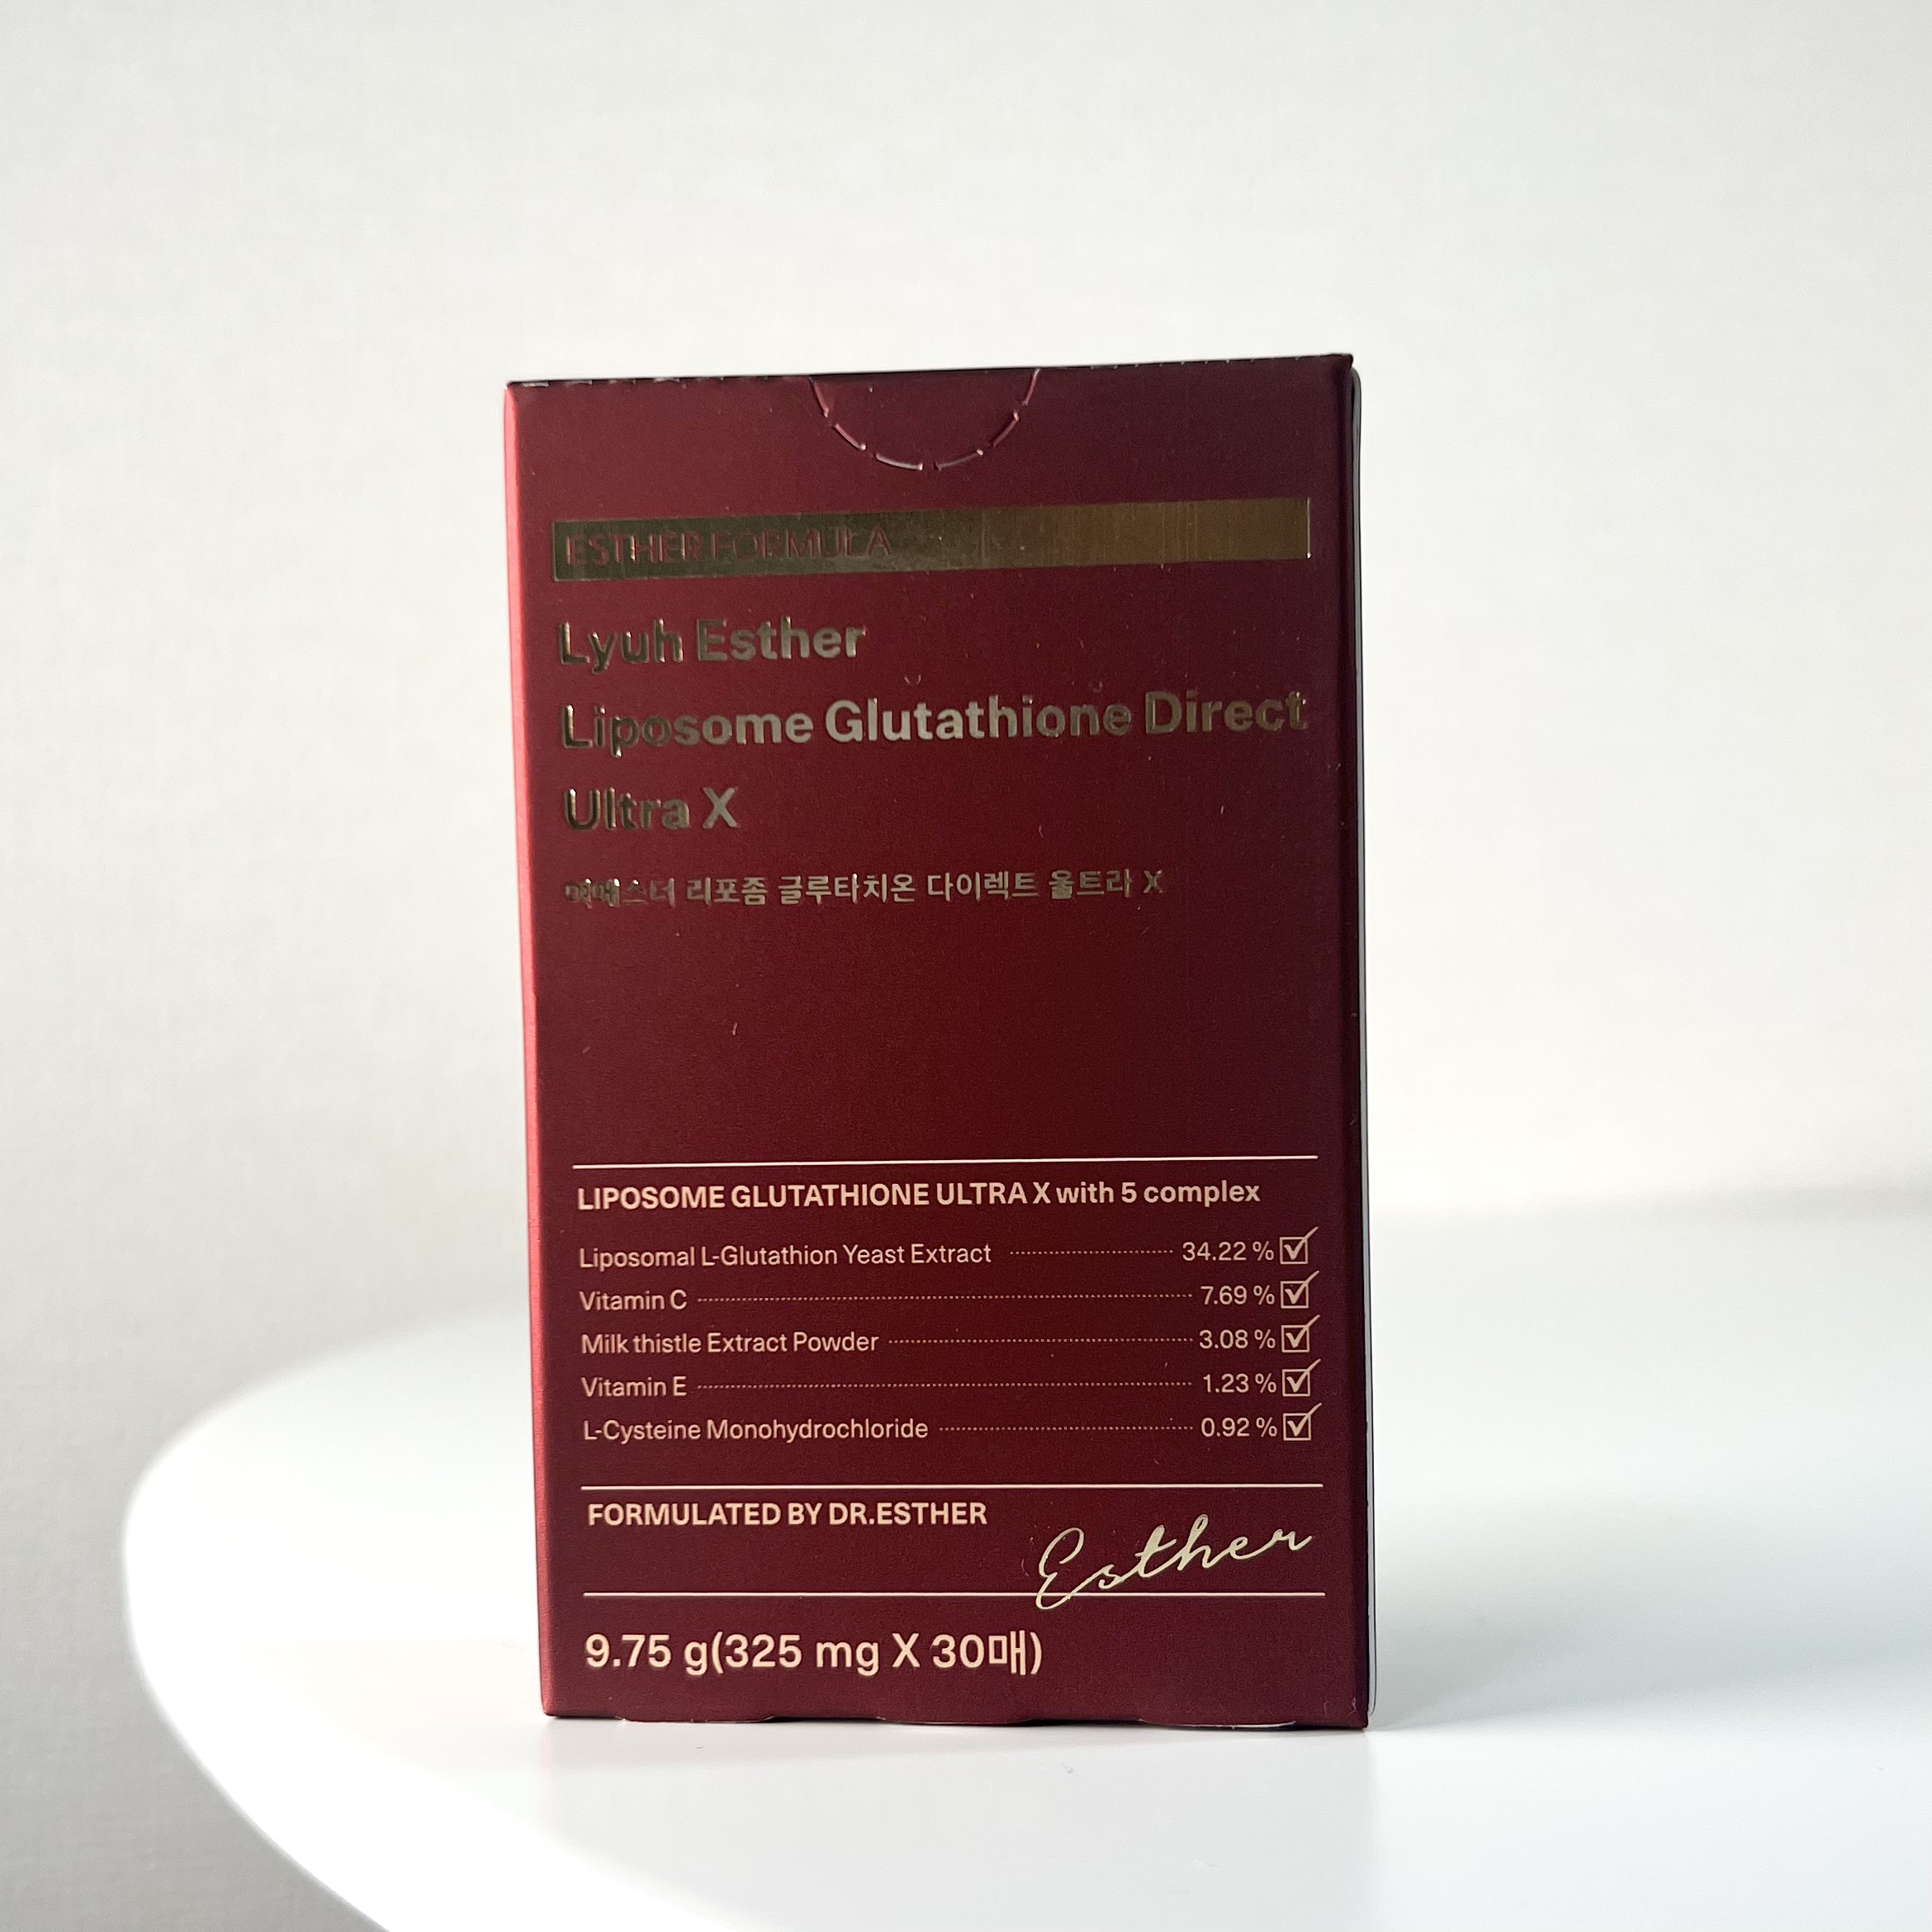 ESTHER FORMULA
Lyuh Esther
Liposome Glutathione Direct
Ultra X
여에스더 리포좀 글루타치온 다이렉트 울트라 X
LIPOSOME GLUTATHIONE ULTRA X with 5 complex
Liposomal L-Glutathion Yeast Extract 34.22 %
Vitamin C 7.69 %
Milk thistle Extract Powder 3.08 %
Vitamin E 1.23 %
L-Cysteine Monohydrochloride 0.92 %
FORMULATED BY DR.ESTHER
Esther
9.75 g(325 mg X 30매)